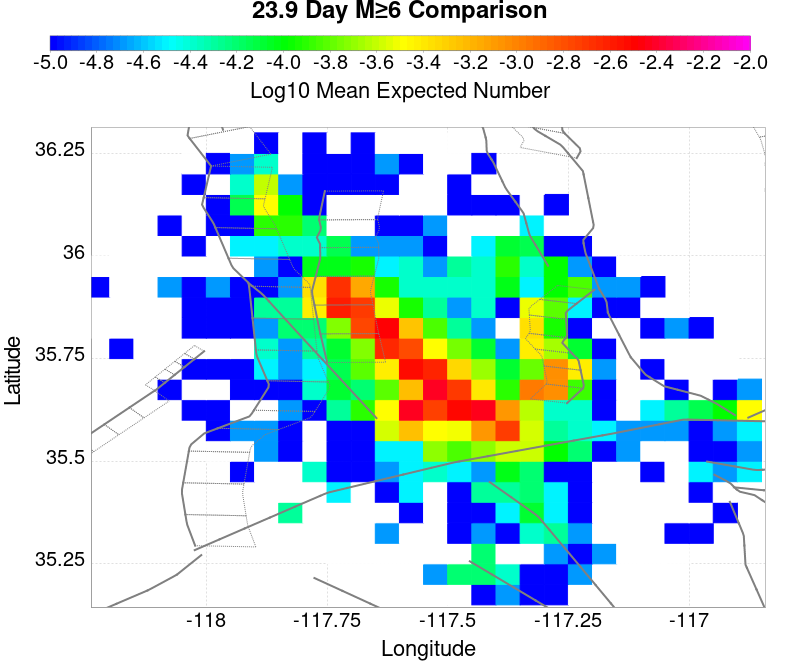 23.9 Day M≥6 Comparison
-5.0 -4.8 -4.6 -4.4 -4.2 -4.0 -3.8 -3.6 -3.4 -3.2 -3.0 -2.8 -2.6 -2.4 -2.2 -2.0
Log10 Mean Expected Number
36.25
36
35.75
35.5
35.25
Latitude
-118 -117.75 -117.5 -117.25 -117
Longitude